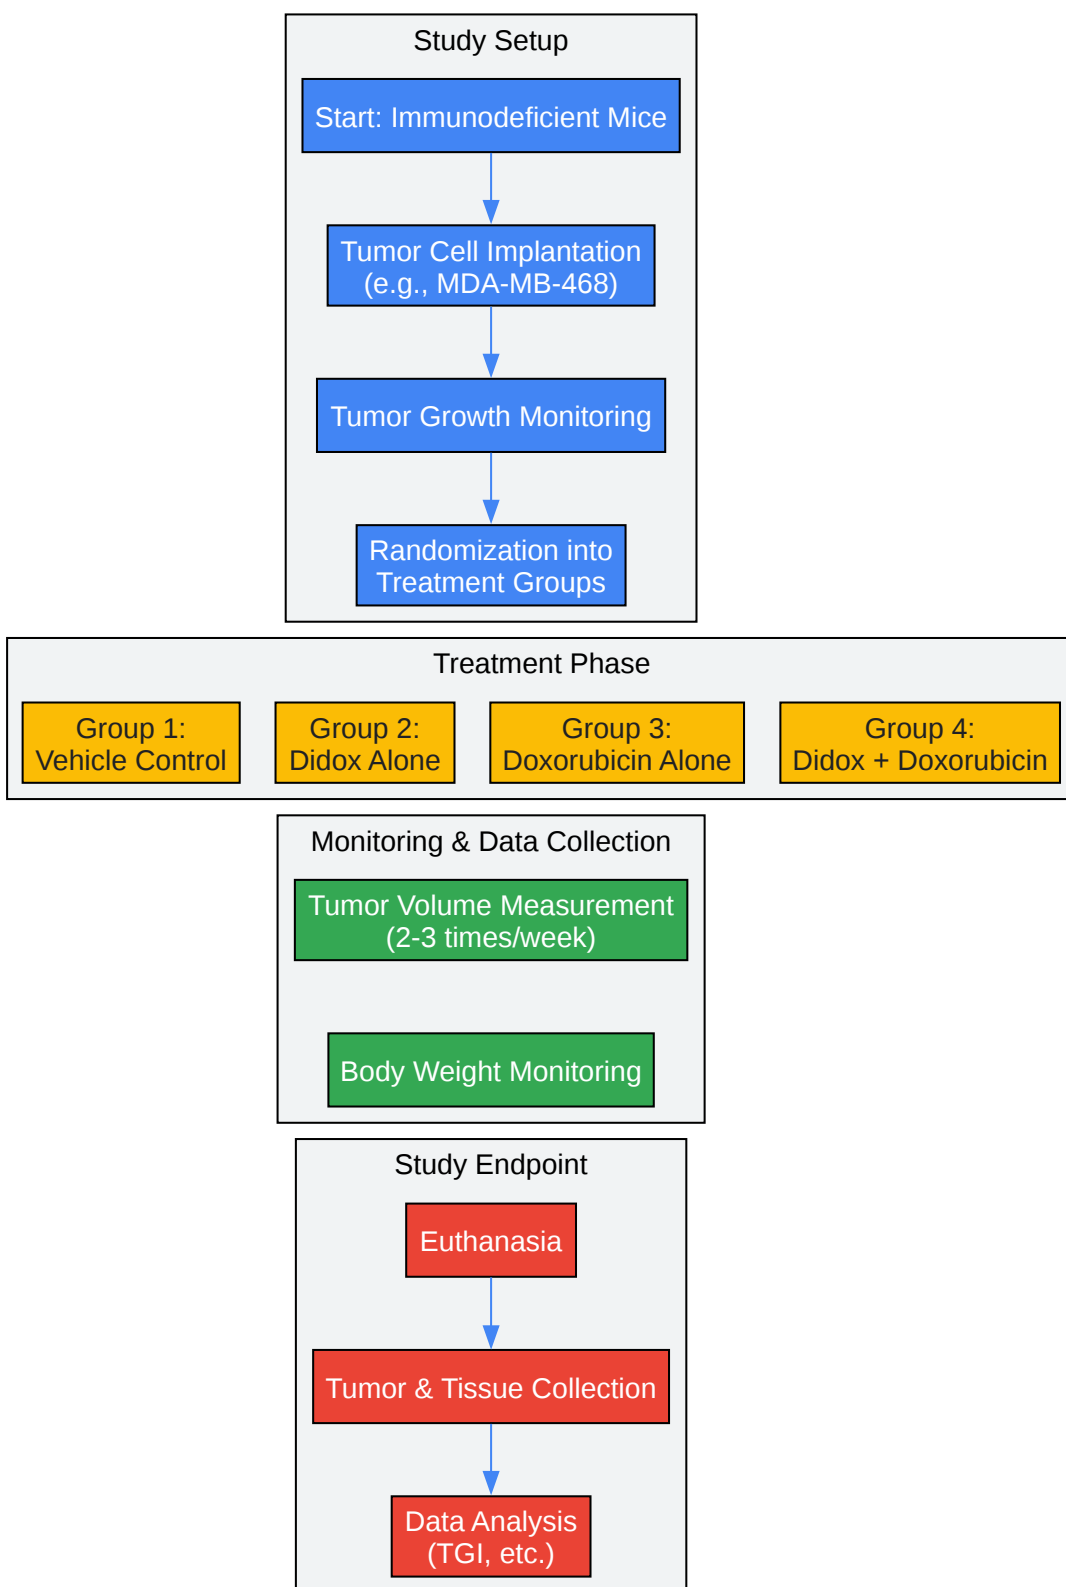 Study Setup
Start: Immunodeficient Mice
Tumor Cell Implantation
(e.g., MDA-MB-468)
Tumor Growth Monitoring
Randomization into
Treatment Groups
Treatment Phase
Group 1:
Vehicle Control
Group 2:
Didox Alone
Group 3:
Doxorubicin Alone
Group 4:
Didox + Doxorubicin
Monitoring & Data Collection
Tumor Volume Measurement
(2-3 times/week)
Body Weight Monitoring
Study Endpoint
Euthanasia
Tumor & Tissue Collection
Data Analysis
(TGI, etc.)